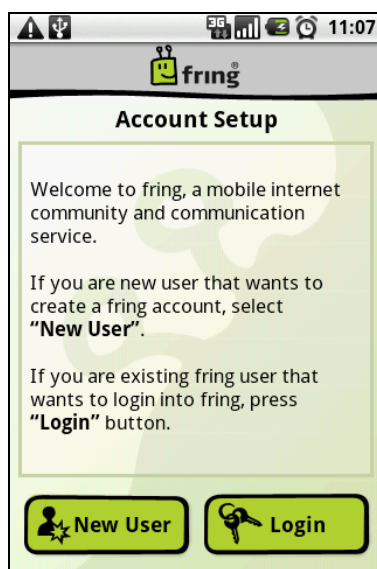 3G 11:07
fring®
Account Setup
Welcome to fring, a mobile internet
community and communication
service.
If you are new user that wants to
create a fring account, select
“New User”.
If you are existing fring user that
wants to login into fring, press
“Login” button.
New User Login